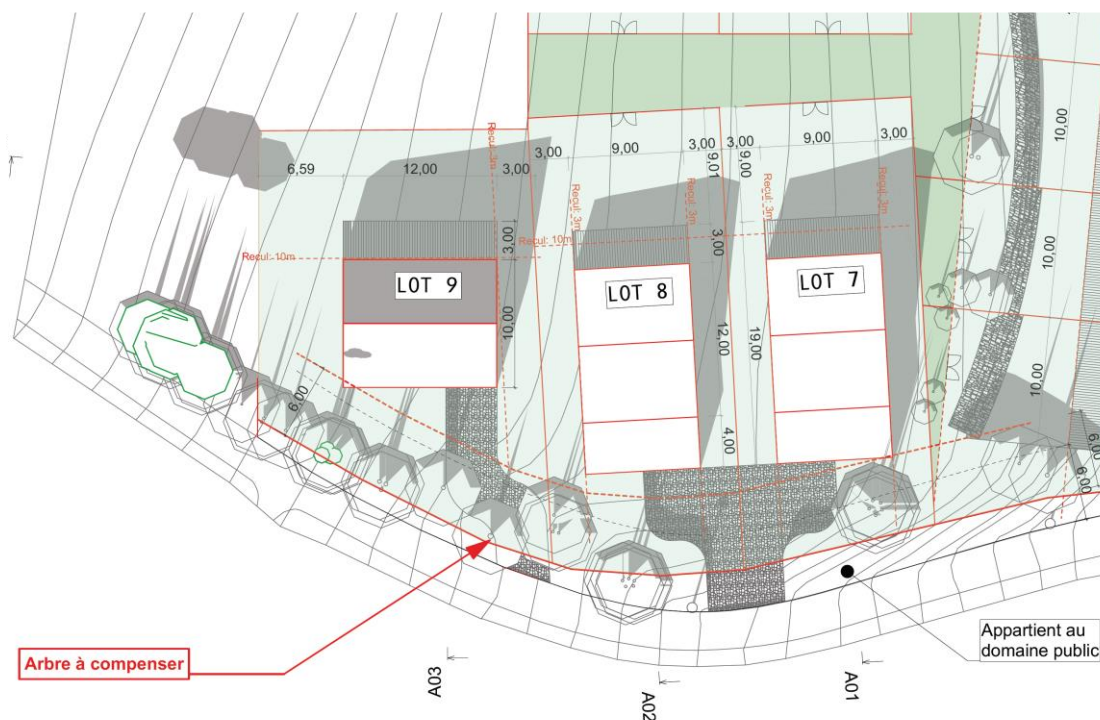 10,00
Recul: 3m
3,00
9,00
3,00
3,00
9,00
3,00
6,59
12,00
3,00
9,01
9,00
10,00
Recul: 3m
Recul: 3m
Recul: 3m
3,00
3,00
Recul: 10m
Recul: 10m
10,00
LOT 9
LOT 8
LOT 7
10,00
12,00
19,00
10,00
6,00
4,00
6,00
6,00
Arbre à compenser
Appartient au
domaine public
A03
A02
A01